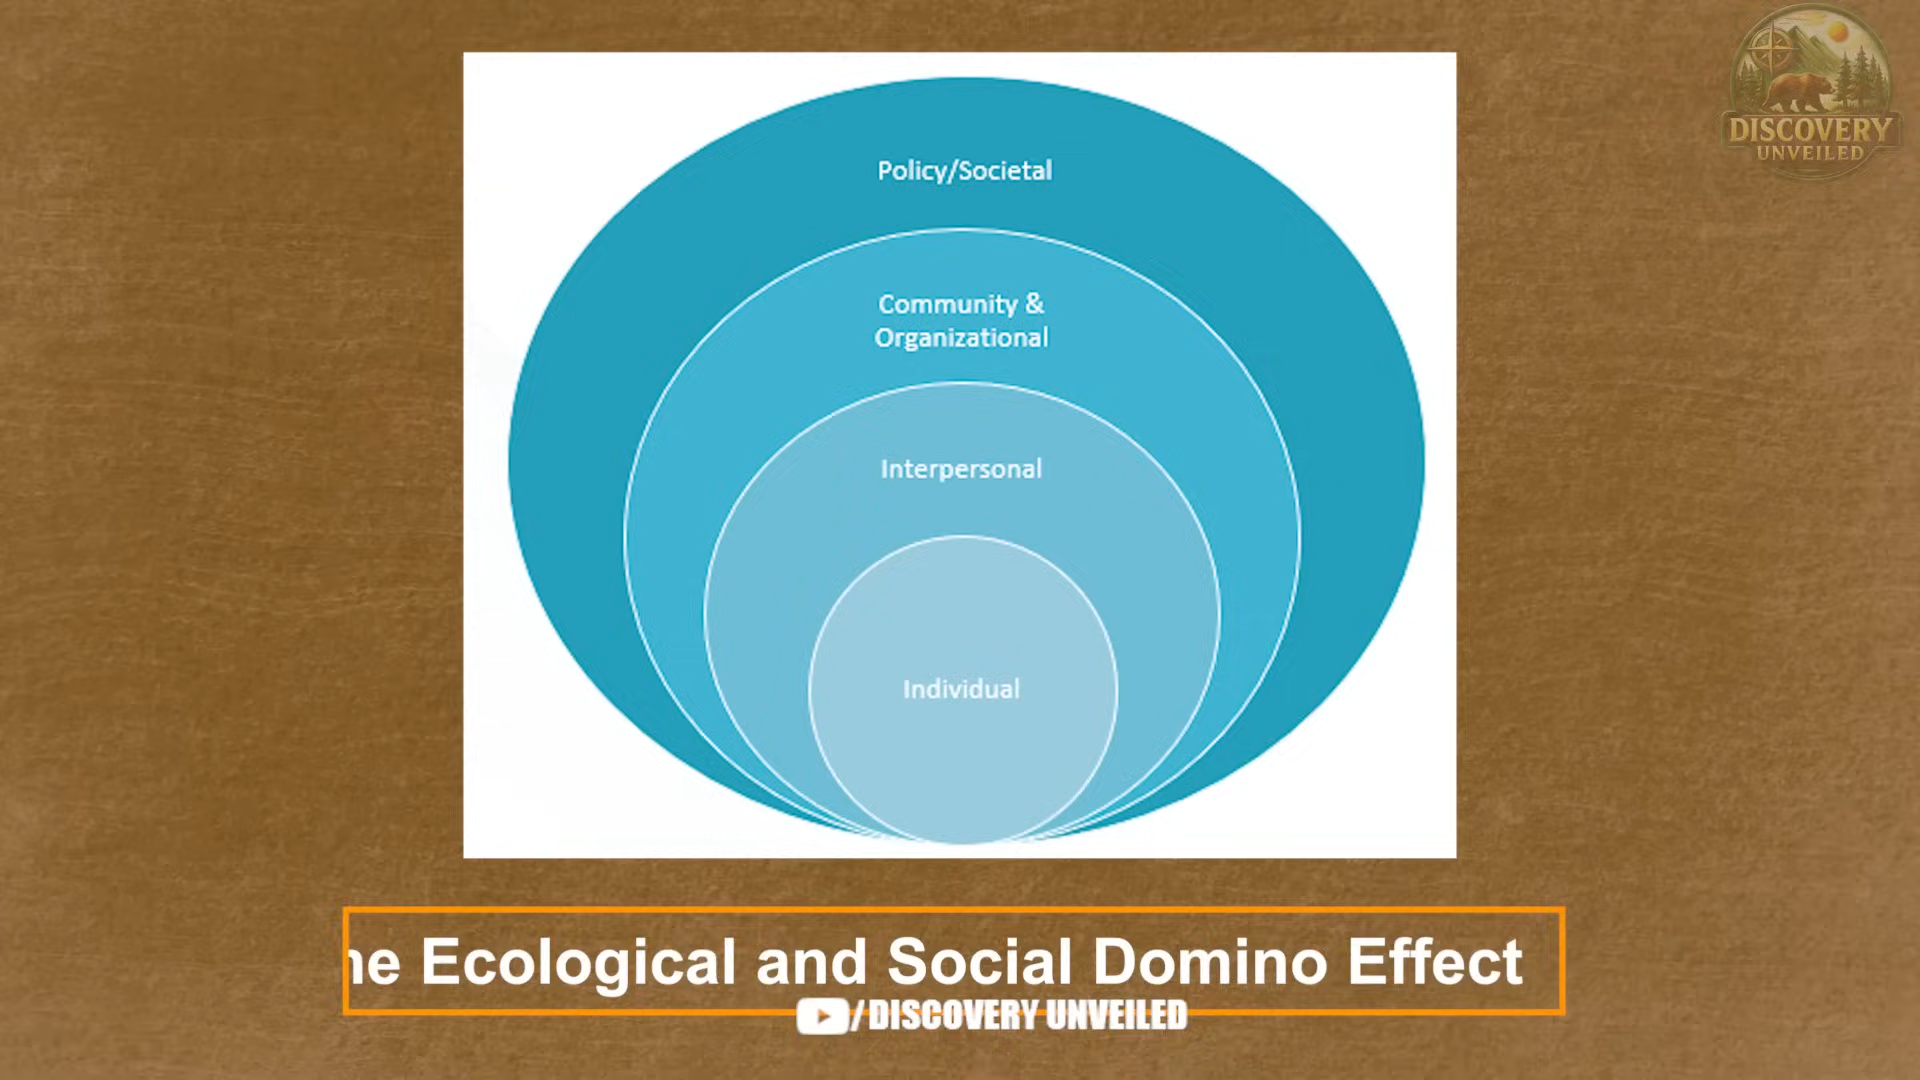 DISCOVERY
UNVEILED
Policy/Societal
Community &
Organizational
Interpersonal
Individual
Ecological and Social Domino Effect
/DISCOVERY UNVEILED